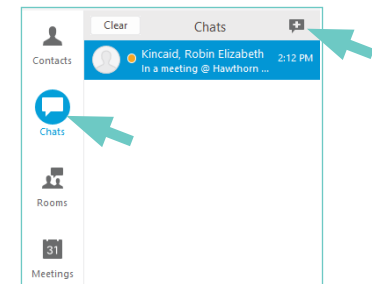 Clear Chats
Contacts
Kincaid, Robin Elizabeth 2:12 PM
In a meeting @ Hawthorn ...
Chats
Rooms
31
Meetings